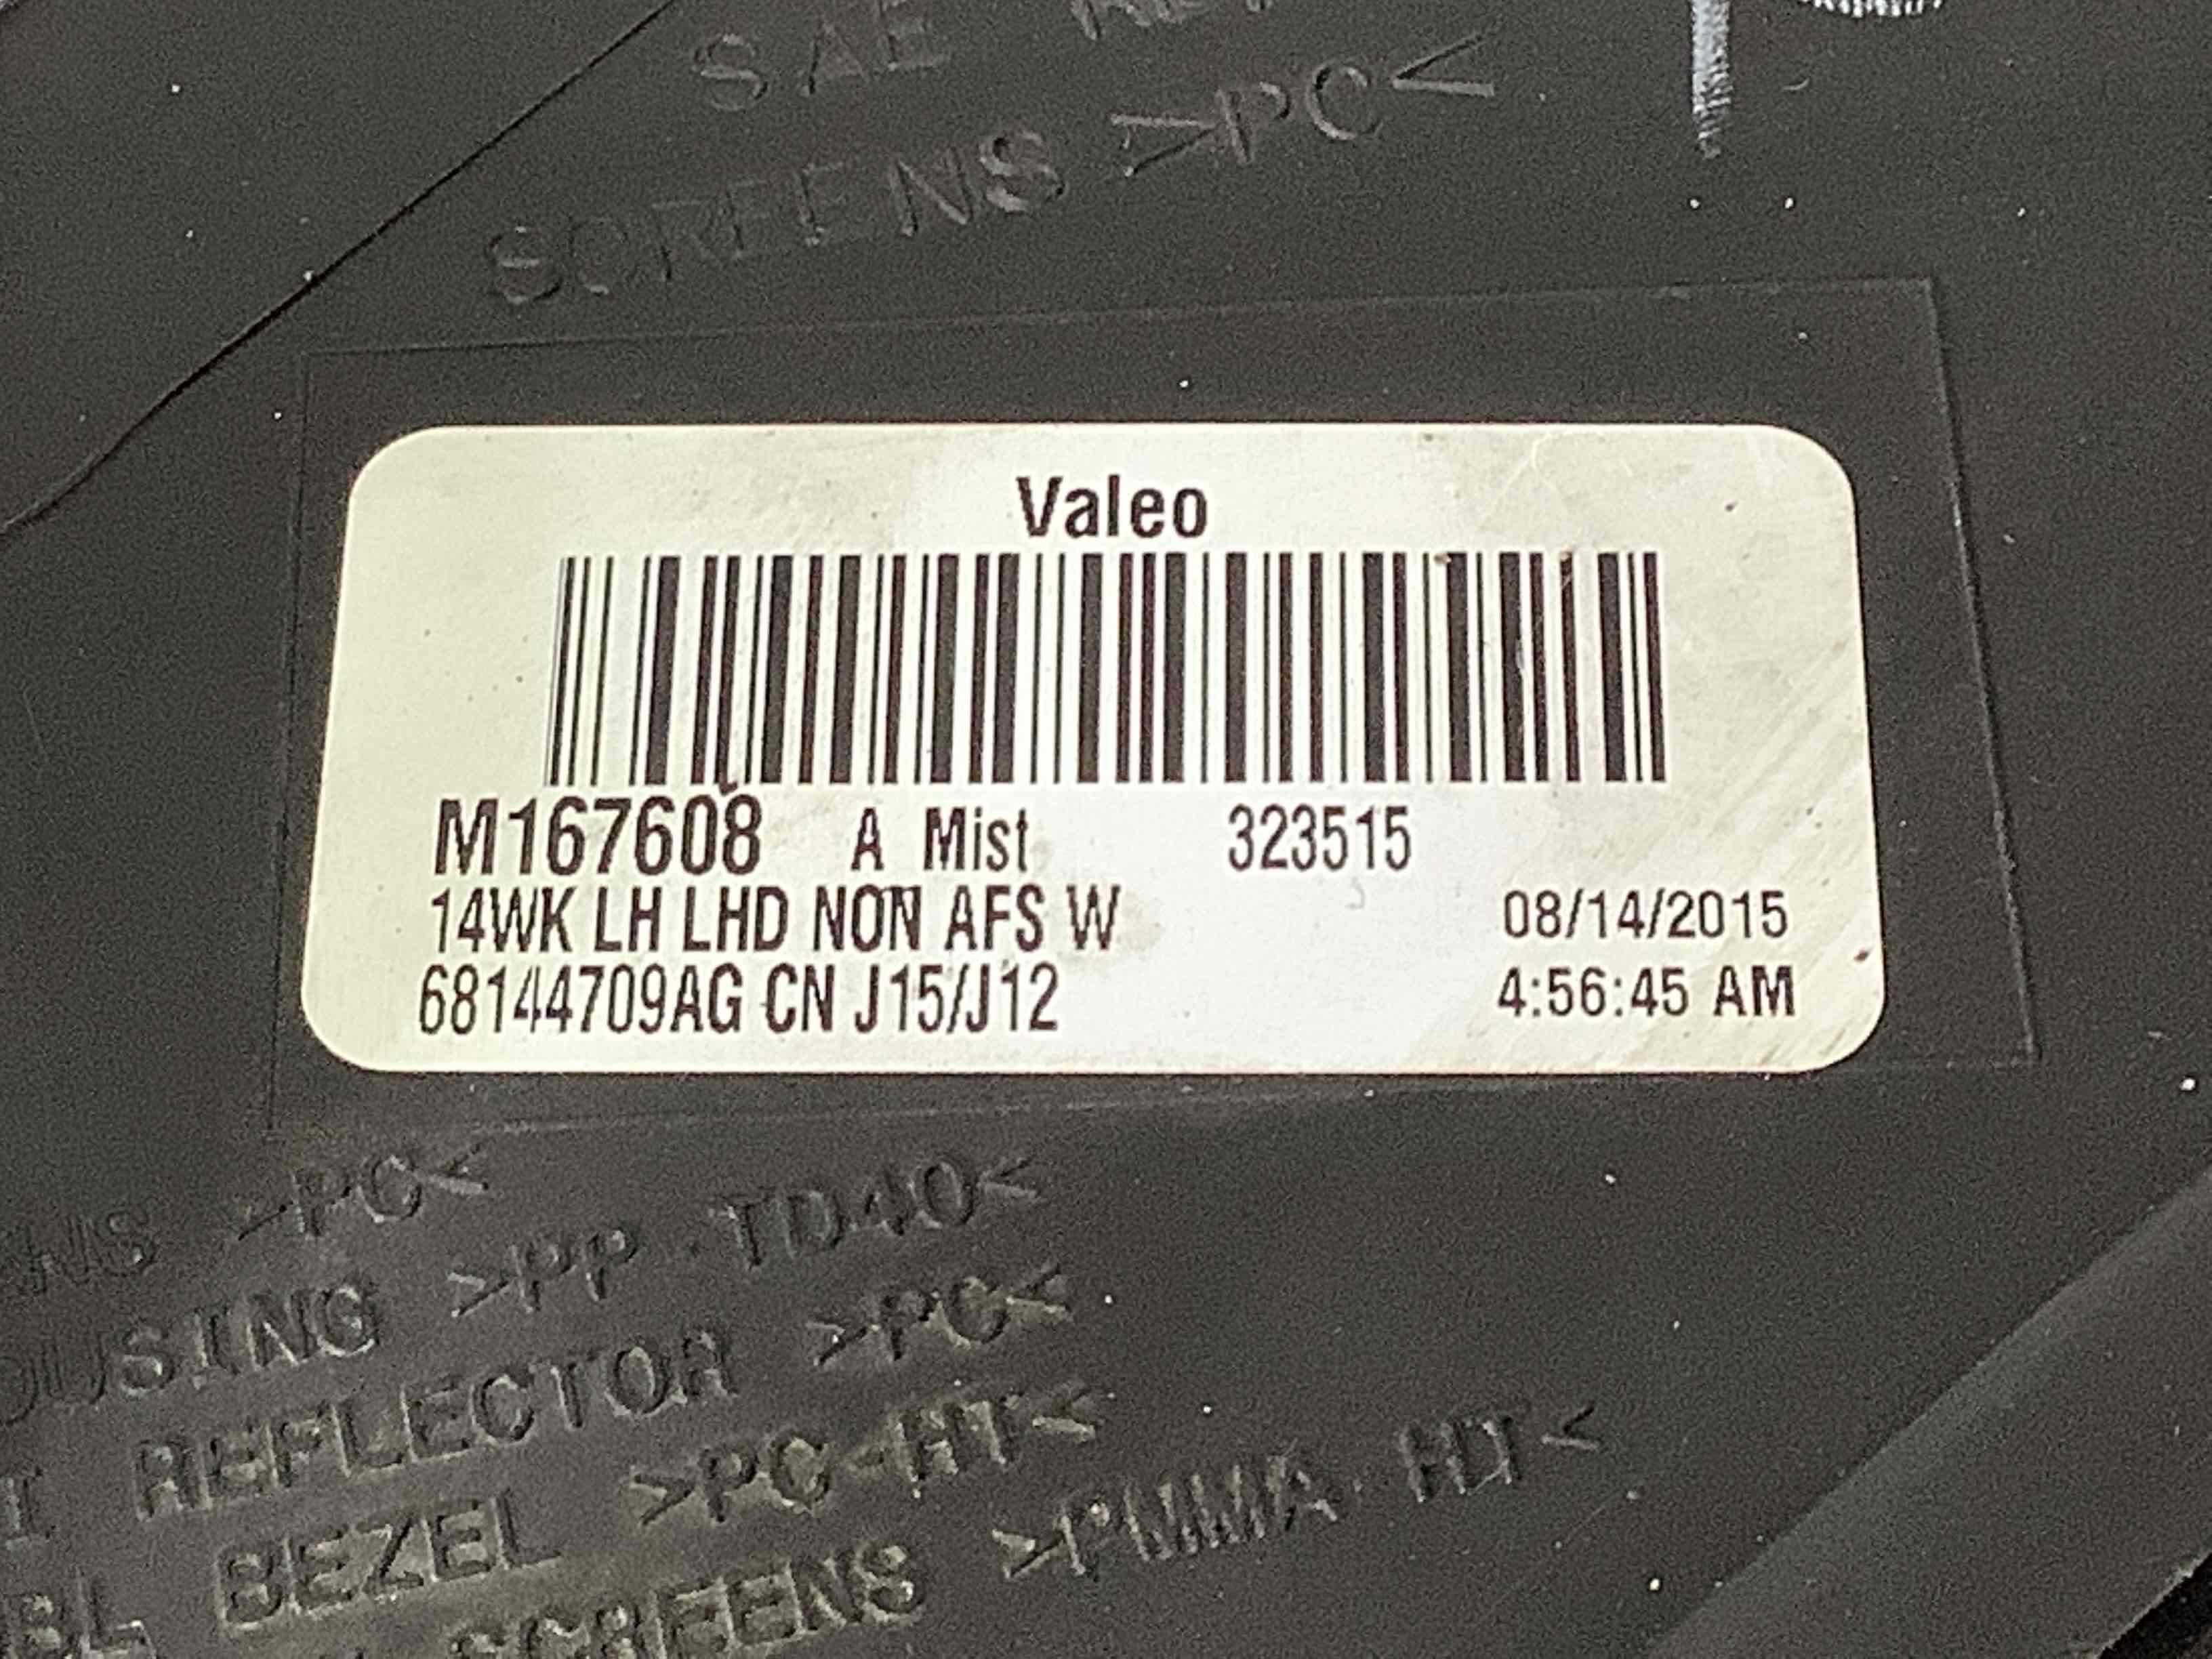 SAE
SCREENS >PC<
Valeo
M167608 A Mist 323515
14WK LH LHD NON AFS W 08/14/2015
68144709AG CN J15/J12 4:56:45 AM
>PC<
>PP-TD40<
REFLECTOR >PC<
BEZEL >PC-HT<
SCREENS >PMMA-HT<